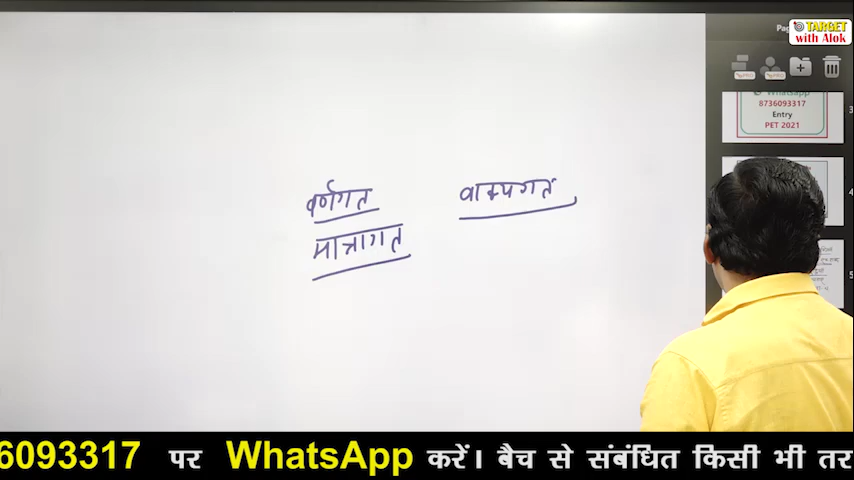 TARGET
with Alok
Whatsapp
8736093317
Entry
PET 2021
वर्णगत वाक्यगत
मात्रागत
6093317 पर WhatsApp करें। बैच से संबंधित किसी भी तर